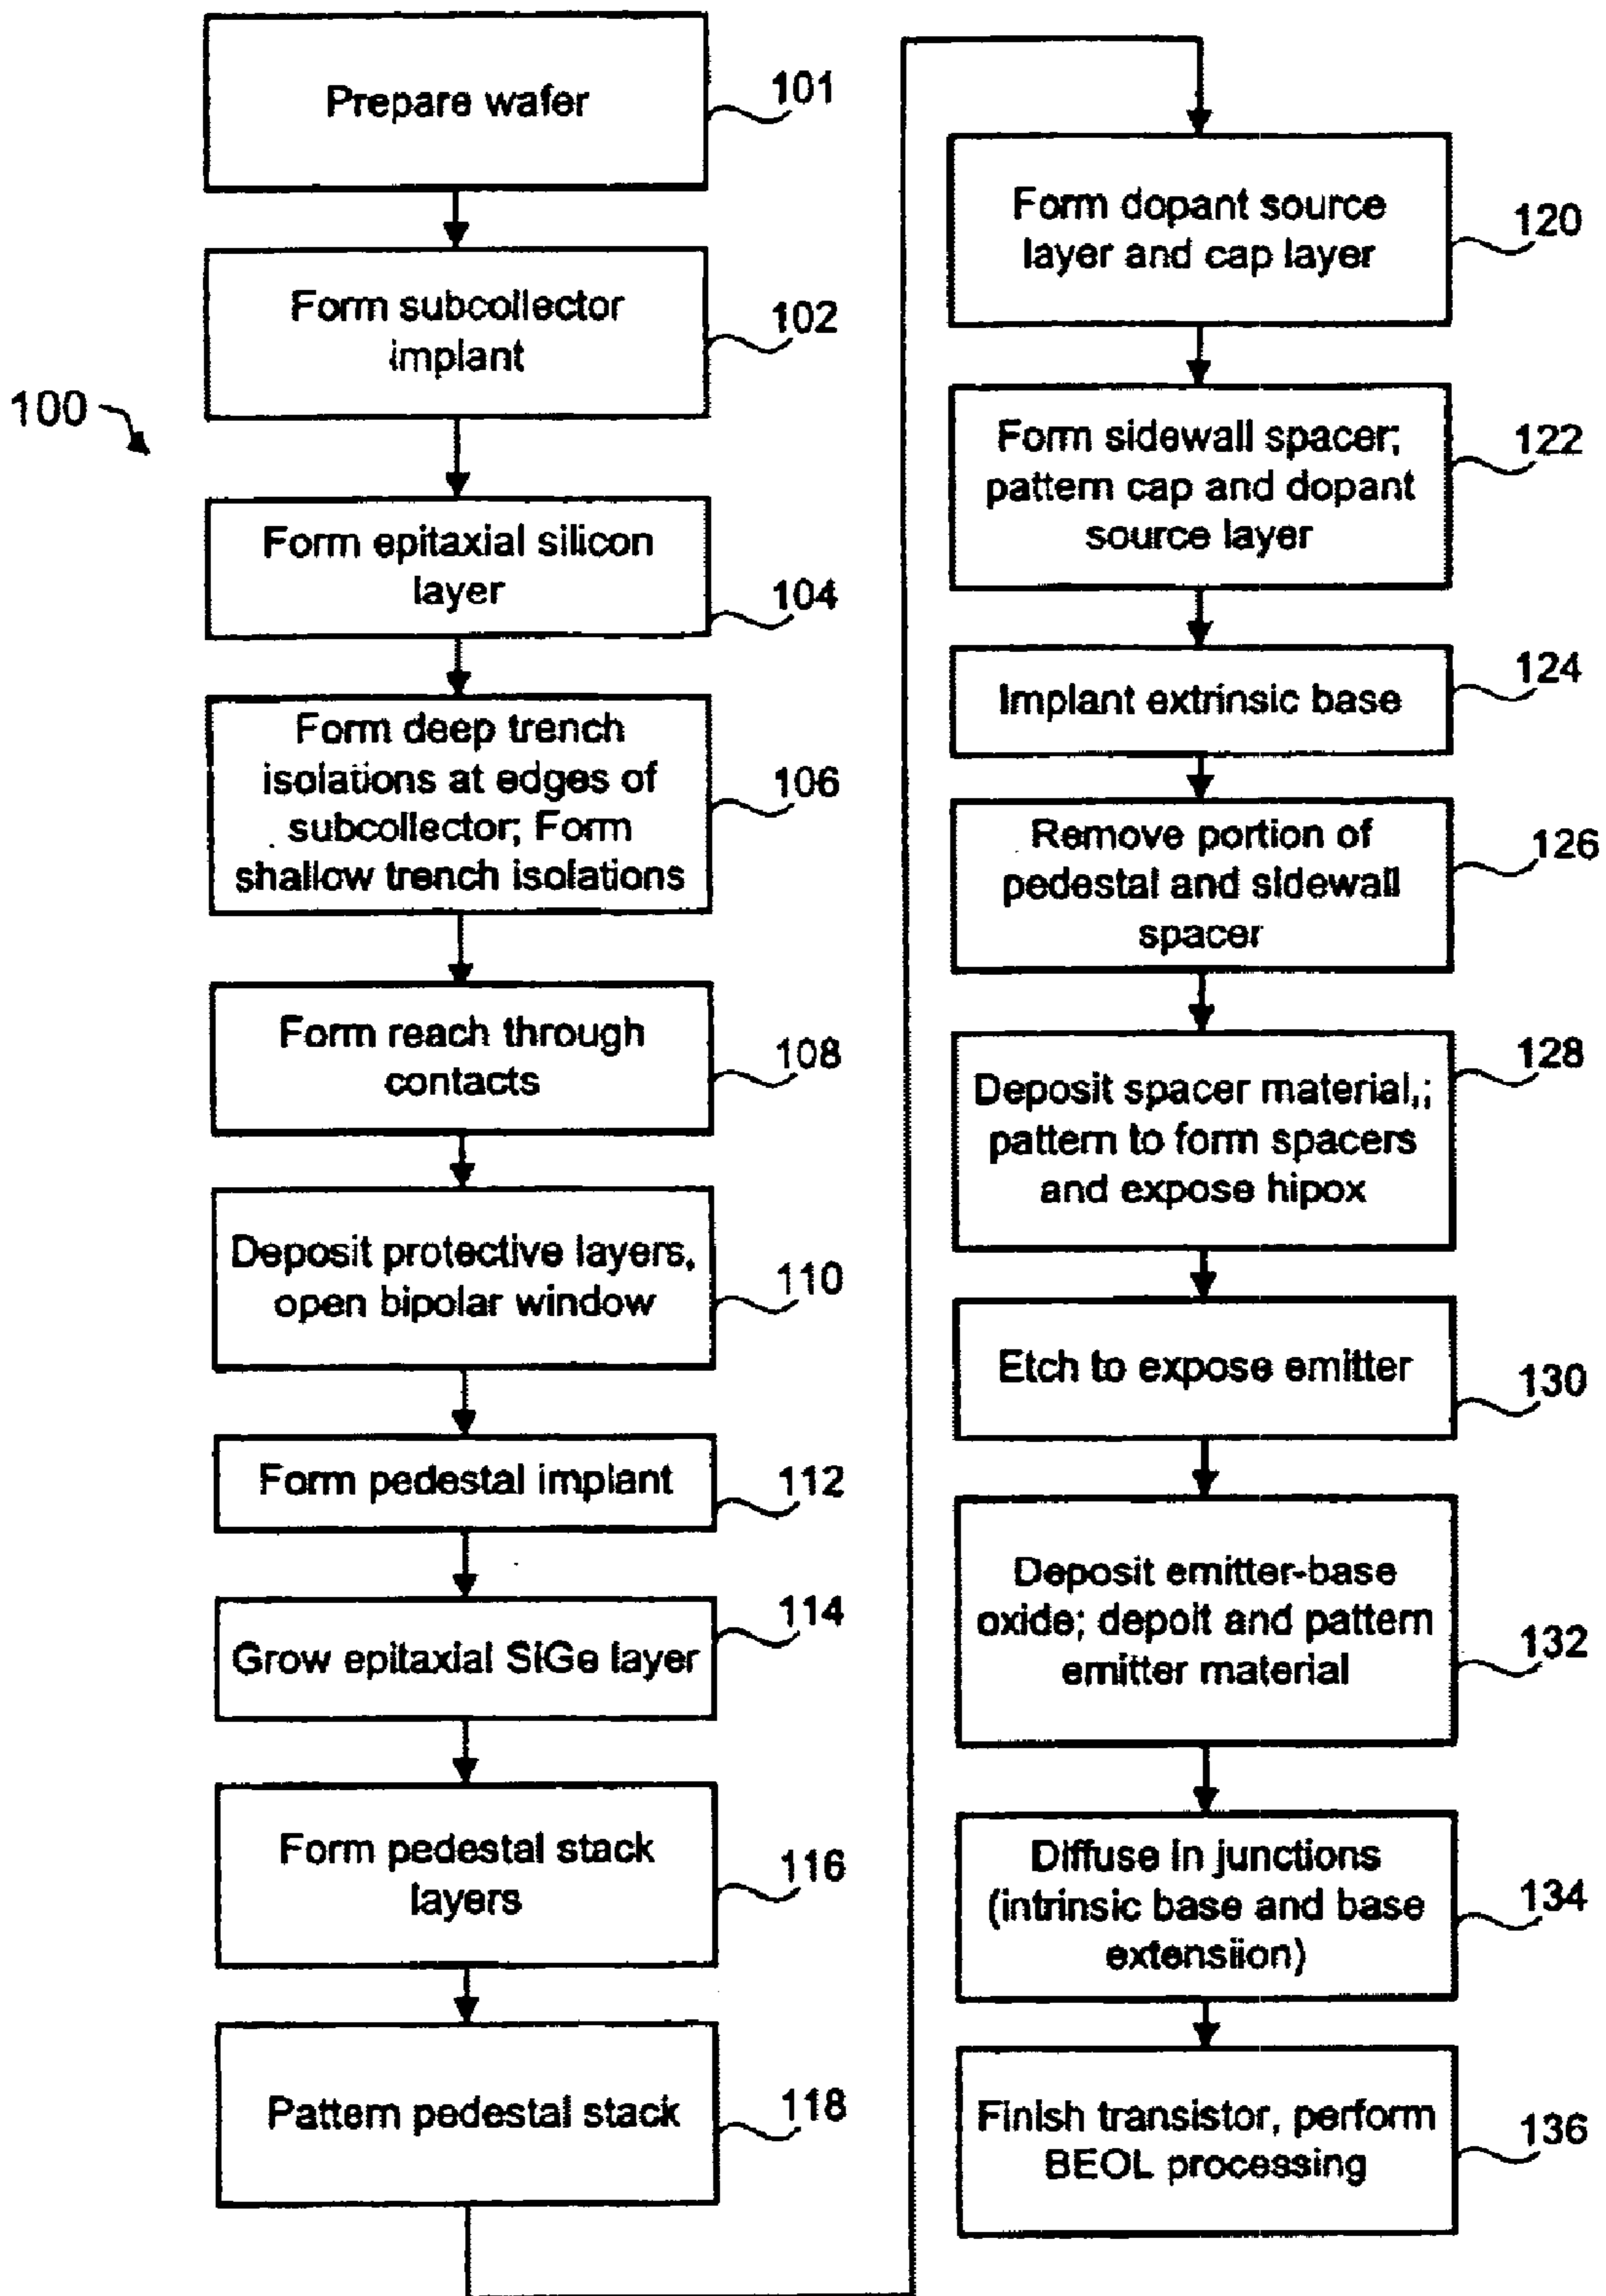 Prepare wafer
101
Form subcollector
implant
102
100
Form epitaxial silicon
layer
104
Form deep trench
isolations at edges of
subcollector; Form
shallow trench isolations
106
Form reach through
contacts
108
Deposit protective layers,
open bipolar window
110
Form pedestal implant
112
Grow epitaxial SiGe layer
114
Form pedestal stack
layers
116
Pattern pedestal stack
118
Form dopant source
layer and cap layer
120
Form sidewall spacer;
pattern cap and dopant
source layer
122
Implant extrinsic base
124
Remove portion of
pedestal and sidewall
spacer
126
Deposit spacer material,;
pattern to form spacers
and expose hipox
128
Etch to expose emitter
130
Deposit emitter-base
oxide; depoit and pattern
emitter material
132
Diffuse in junctions
(intrinsic base and base
extensiion)
134
Finish transistor, perform
BEOL processing
136